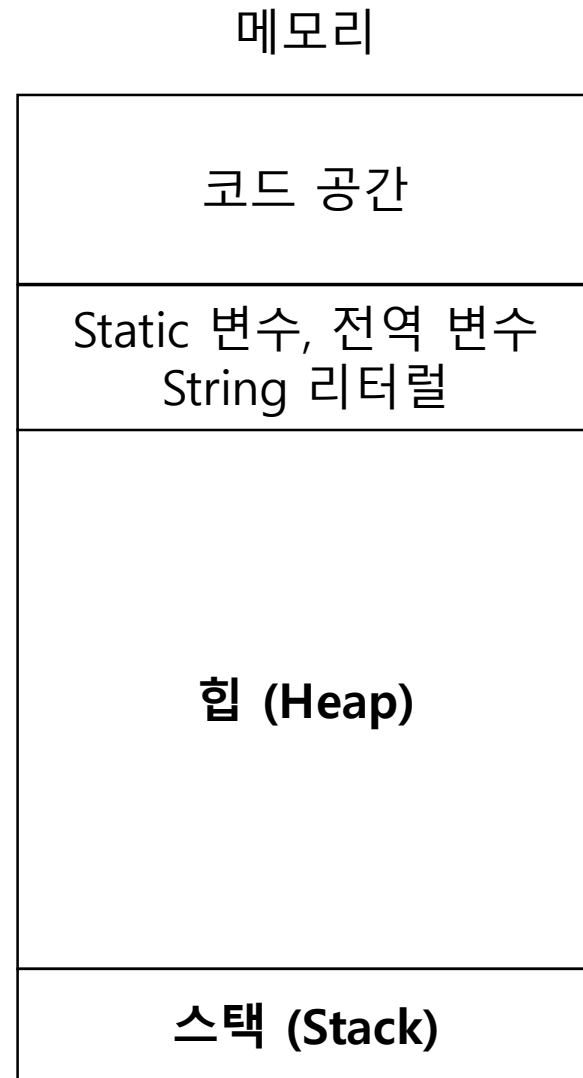 메모리
코드 공간
Static 변수, 전역 변수
String 리터럴
힙 (Heap)
스택 (Stack)